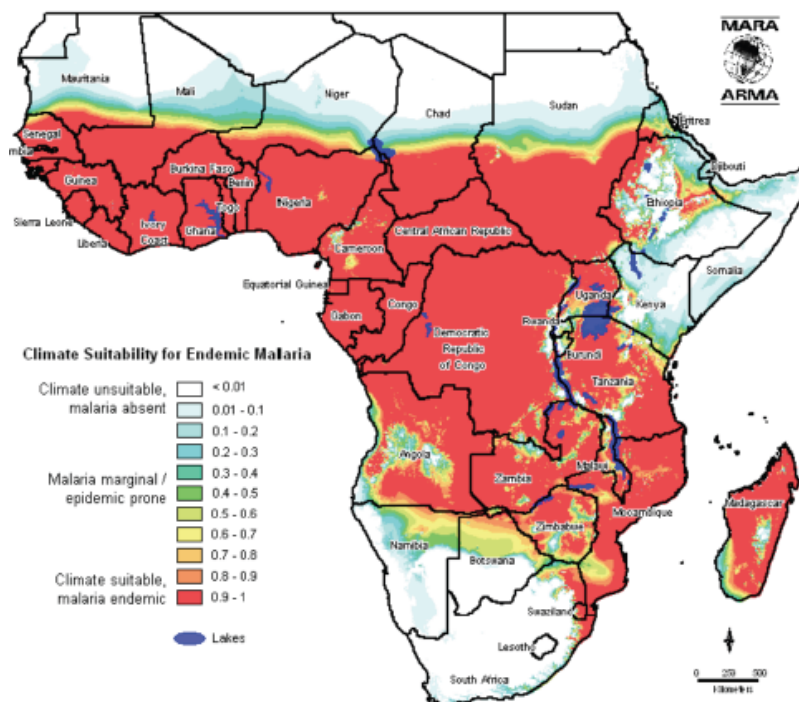 MARA
ARMA
Mauritania
Mali
Niger
Chad
Sudan
Eritrea
Senegal
mbia
Burkina Faso
Djibouti
Guinea
Benin
Nigeria
Ethiopia
Togo
Sierra Leone
Ivory
Coast
Ghana
Liberia
Central African Republic
Cameroon
Somalia
Equatorial Guinea
Uganda
Kenya
Congo
Gabon
Rwanda
Democratic
Republic
of Congo
Burundi
Tanzania
Climate Suitability for Endemic Malaria
Climate unsuitable,
malaria absent
< 0.01
0.01 - 0.1
0.1 - 0.2
0.2 - 0.3
Malaria marginal /
epidemic prone
0.3 - 0.4
0.4 - 0.5
0.5 - 0.6
0.6 - 0.7
0.7 - 0.8
Climate suitable,
malaria endemic
0.8 - 0.9
0.9 - 1
Lakes
Angola
Zambia
Malawi
Mocambique
Madagascar
Zimbabwe
Namibia
Botswana
Swaziland
Lesotho
South Africa
0 250 500
Kilometers